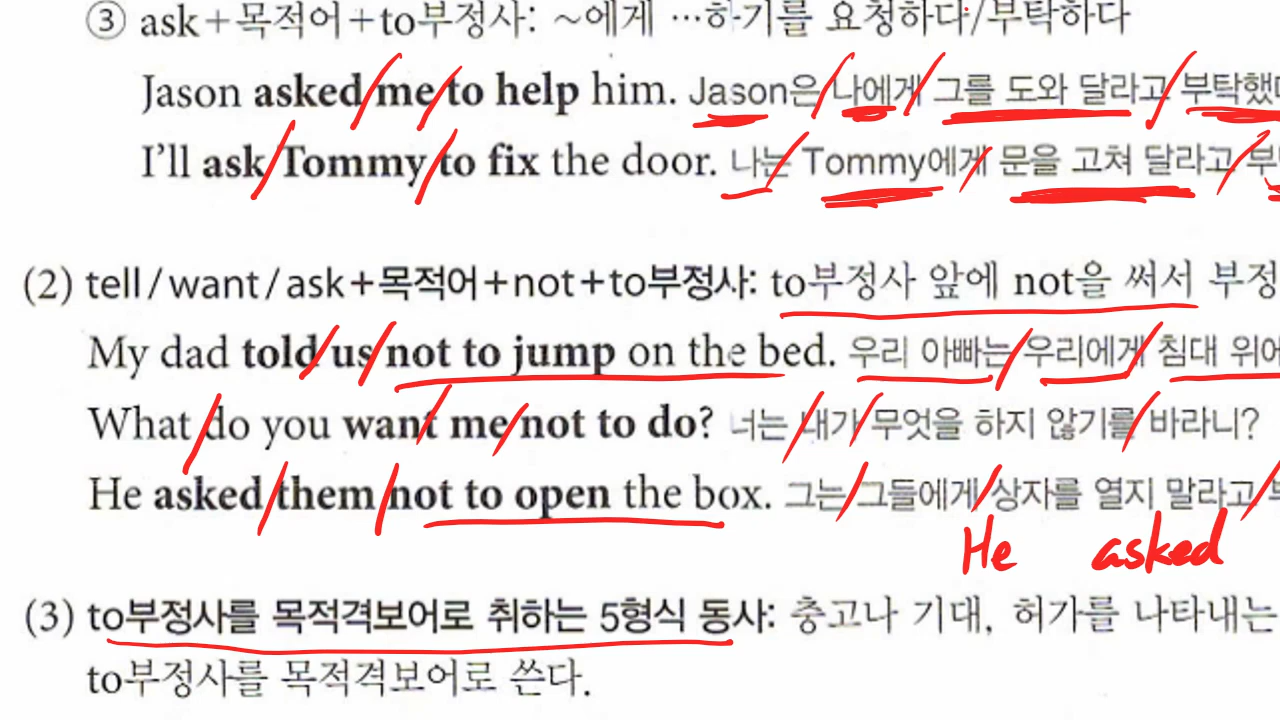 ③ ask+목적어+to부정사: ~에게 …하기를 요청하다/부탁하다
Jason asked me to help him. Jason은 나에게 그를 도와 달라고 부탁했
I'll ask Tommy to fix the door. 나는 Tommy에게 문을 고쳐 달라고
(2) tell/want/ask+목적어+not+to부정사: to부정사 앞에 not을 써서 부정
My dad told us not to jump on the bed. 우리 아빠는 우리에게 침대 위에
What do you want me not to do? 너는 내가 무엇을 하지 않기를 바라니?
He asked them not to open the box. 그는 그들에게 상자를 열지 말라고
He asked
(3) to부정사를 목적격보어로 취하는 5형식 동사: 충고나 기대, 허가를 나타내는
to부정사를 목적격보어로 쓴다.